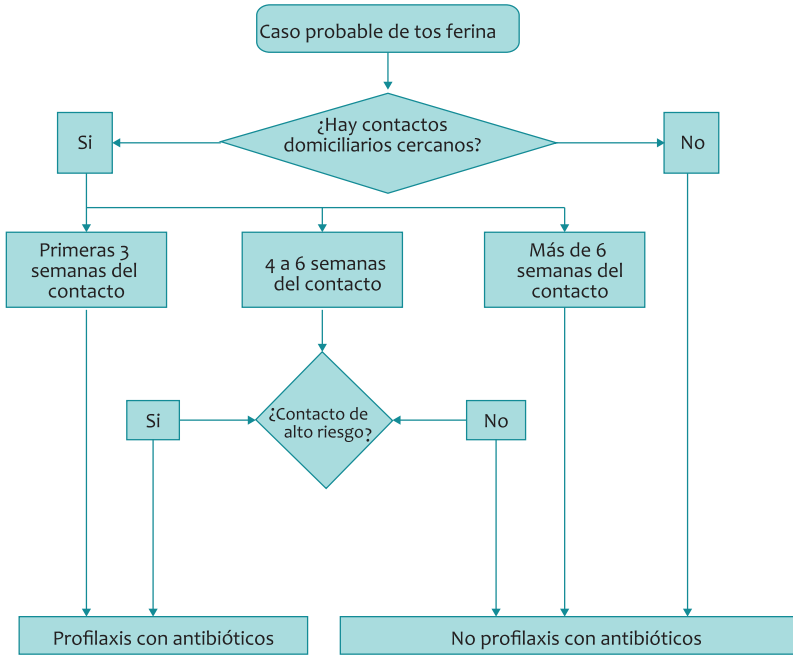 Caso probable de tos ferina
¿Hay contactos
domiciliarios cercanos?
Si
No
Primeras 3
semanas del
contacto
4 a 6 semanas
del contacto
Más de 6
semanas del
contacto
Si
¿Contacto de
alto riesgo?
No
Profilaxis con antibióticos
No profilaxis con antibióticos